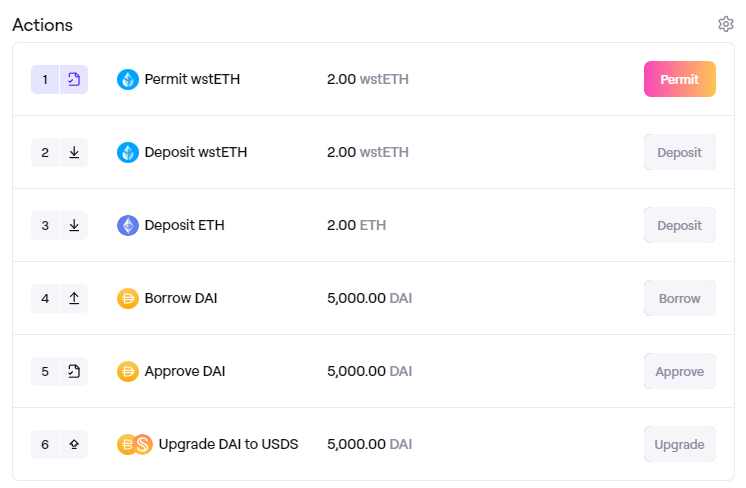 Actions
1 Permit wstETH 2.00 wstETH Permit
2 Deposit wstETH 2.00 wstETH Deposit
3 Deposit ETH 2.00 ETH Deposit
4 Borrow DAI 5,000.00 DAI Borrow
5 Approve DAI 5,000.00 DAI Approve
6 Upgrade DAI to USDS 5,000.00 DAI Upgrade